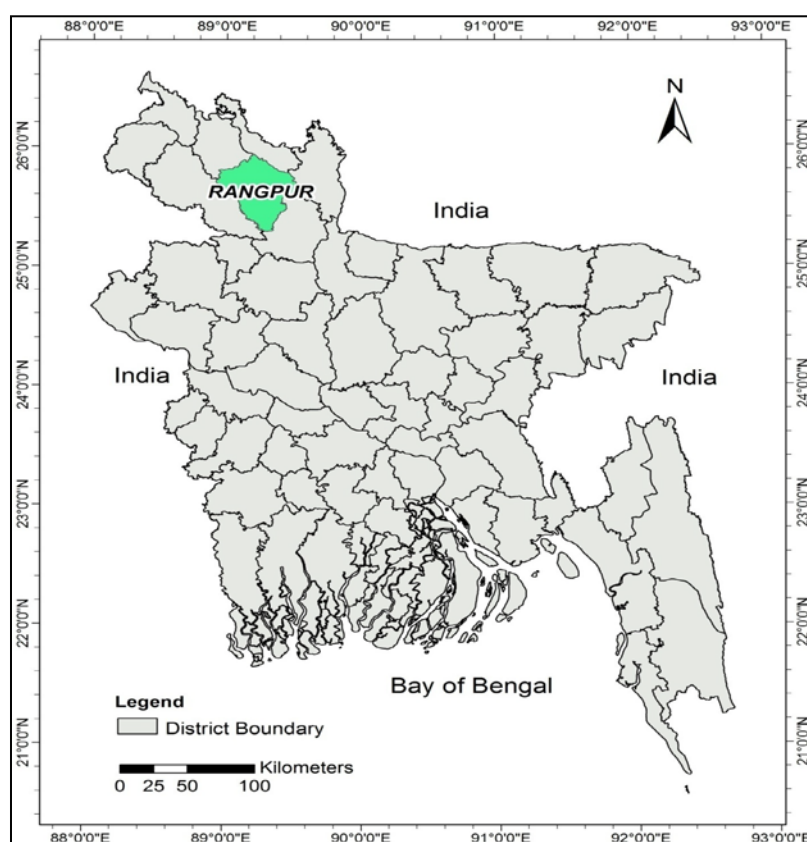 88°0'0"E 89°0'0"E 90°0'0"E 91°0'0"E 92°0'0"E 93°0'0"E
N
26°0'0"N 26°0'0"N
RANGPUR
India
25°0'0"N 25°0'0"N
India India
24°0'0"N 24°0'0"N
23°0'0"N 23°0'0"N
22°0'0"N 22°0'0"N
Bay of Bengal
Legend
District Boundary
21°0'0"N 21°0'0"N
Kilometers
0 25 50 100
88°0'0"E 89°0'0"E 90°0'0"E 91°0'0"E 92°0'0"E 93°0'0"E